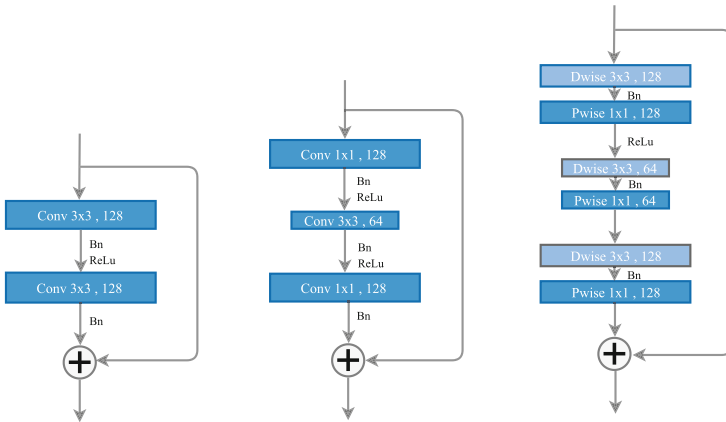 Conv 3x3 , 128
Bn
ReLu
Conv 3x3 , 128
Bn
Conv 1x1 , 128
Bn
ReLu
Conv 3x3 , 64
Bn
ReLu
Conv 1x1 , 128
Bn
Dwise 3x3 , 128
Bn
Pwise 1x1 , 128
ReLu
Dwise 3x3 , 64
Bn
Pwise 1x1 , 64
Dwise 3x3 , 128
Bn
Pwise 1x1 , 128